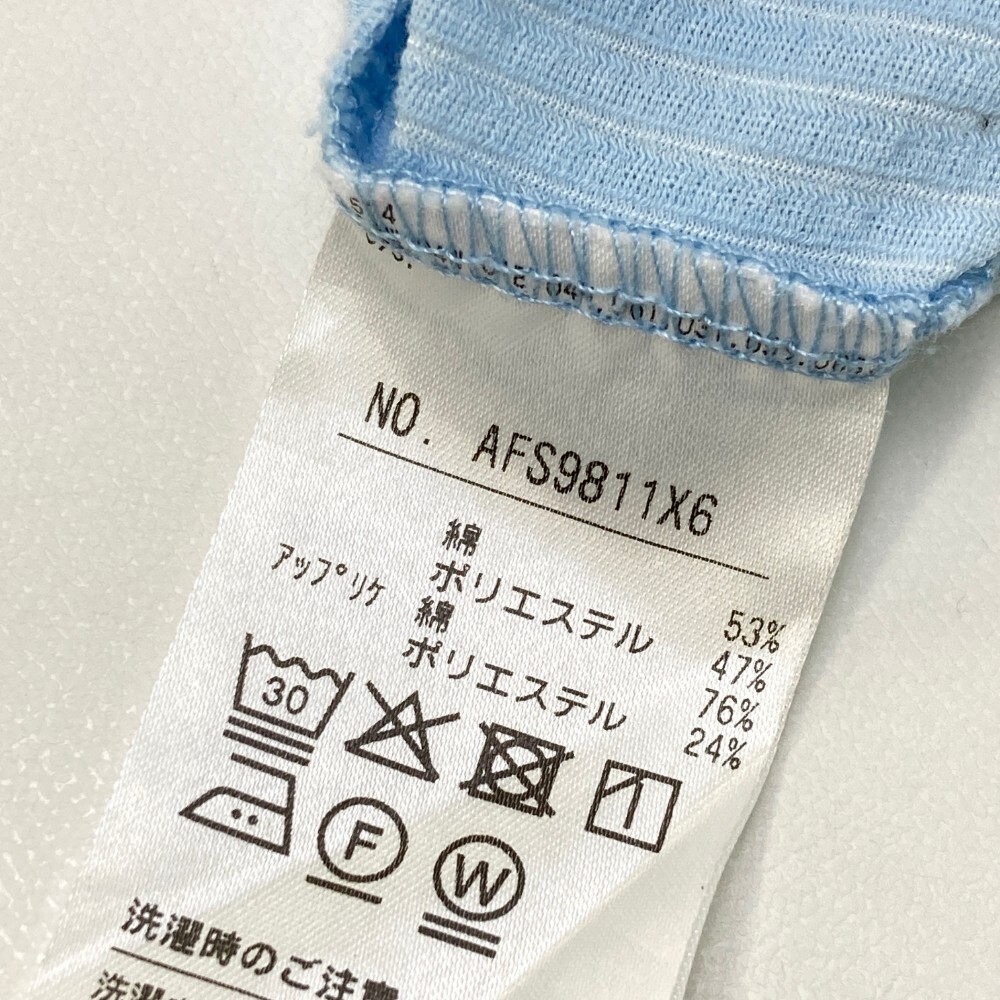 NO. AFS9811X6
綿 53%
ポリエステル 47%
アップリケ 綿 76%
ポリエステル 24%
30
F
W
洗濯時のご注意